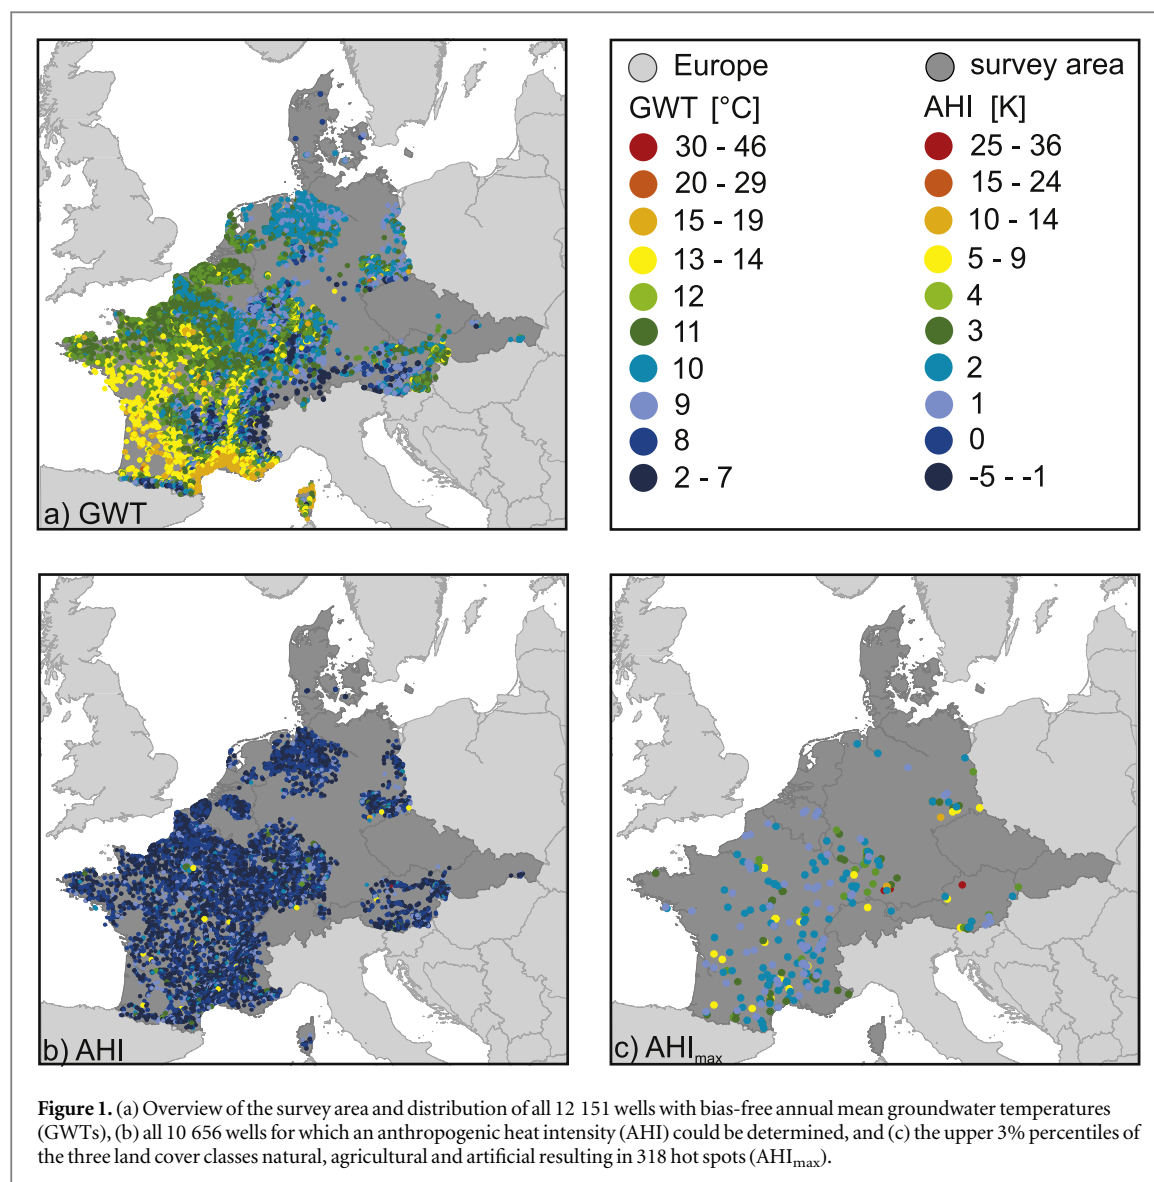 a) GWT
Europe
survey area
GWT [°C]
AHI [K]
30 - 46
25 - 36
20 - 29
15 - 24
15 - 19
10 - 14
13 - 14
5 - 9
12
4
11
3
10
2
9
1
8
0
2 - 7
-5 - -1
b) AHI
c) AHImax
Figure 1. (a) Overview of the survey area and distribution of all 12 151 wells with bias-free annual mean groundwater temperatures
(GWTs), (b) all 10 656 wells for which an anthropogenic heat intensity (AHI) could be determined, and (c) the upper 3% percentiles of
the three land cover classes natural, agricultural and artificial resulting in 318 hot spots (AHImax).